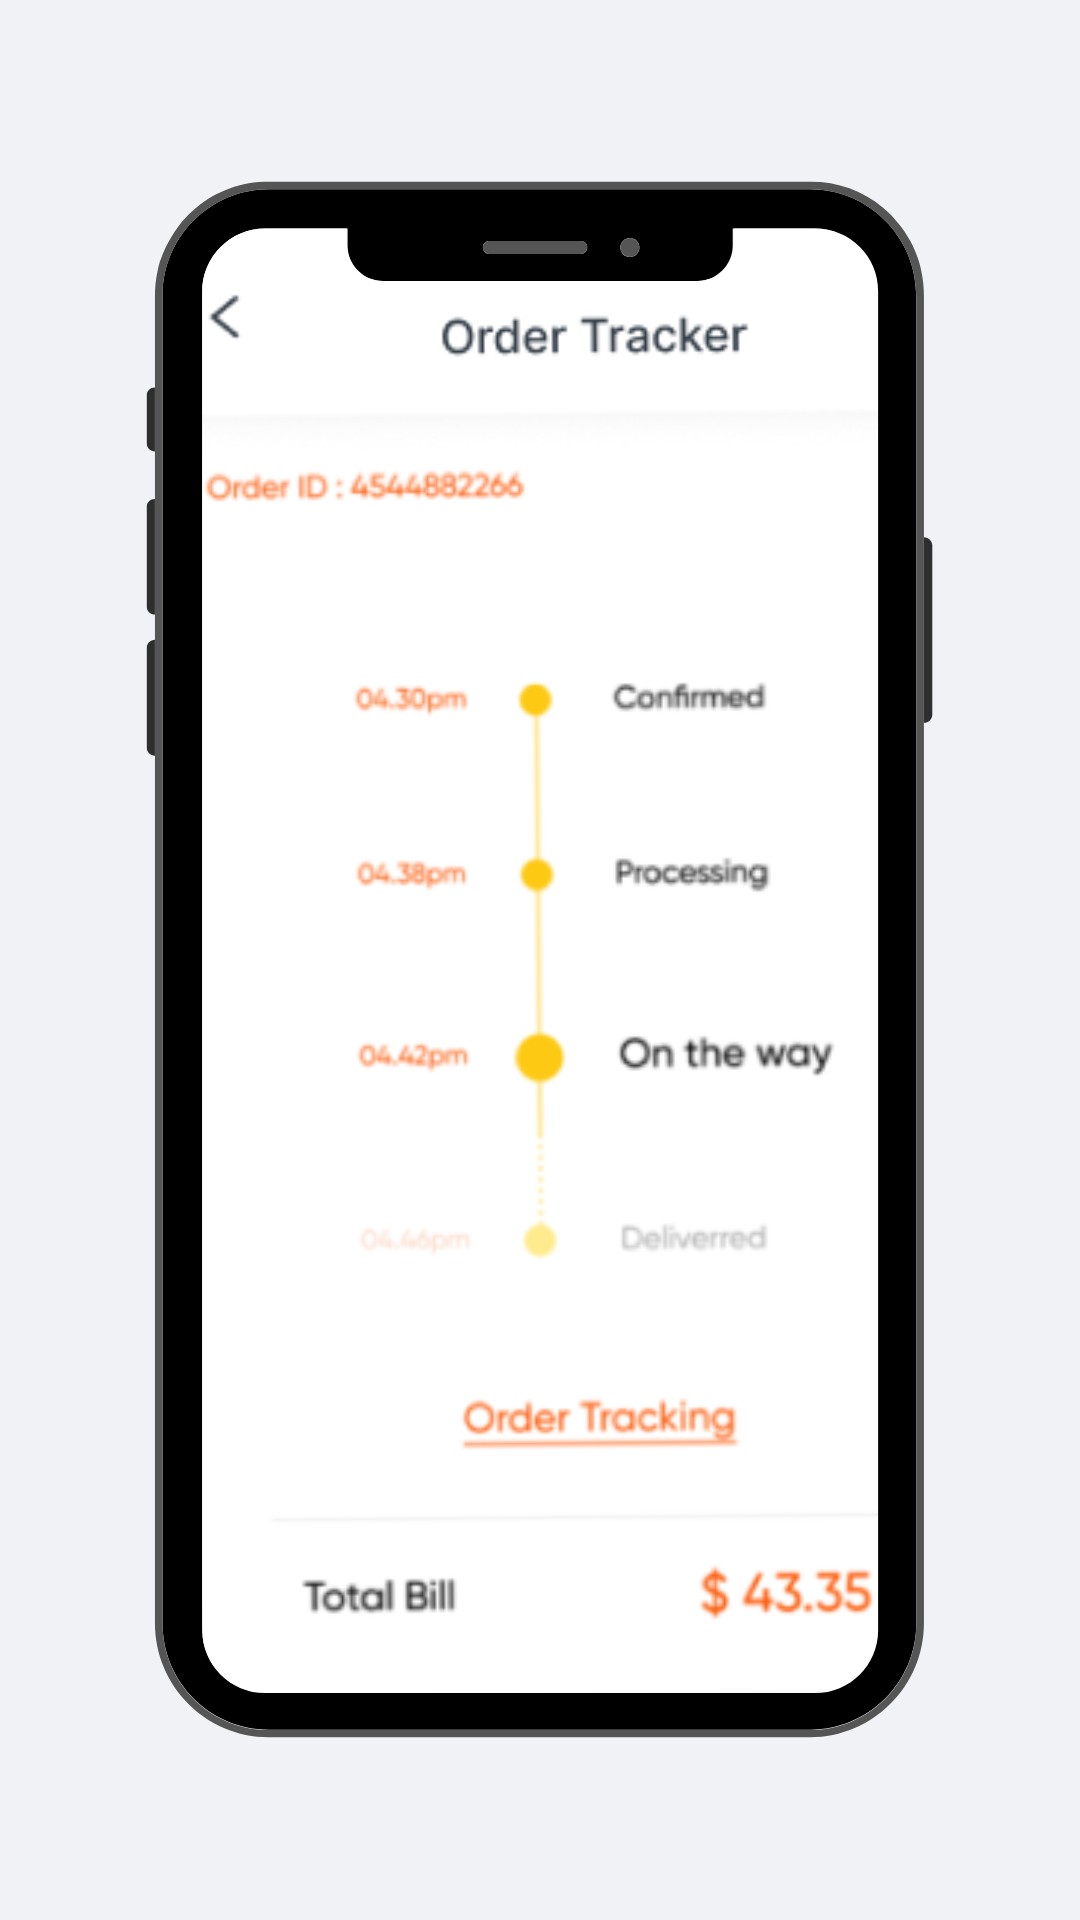 Order Tracker
Order ID : 4544882266
04.30pm Confirmed
04.38pm Processing
04.42pm On the way
04.46pm Deliverred
Order Tracking
Total Bill $ 43.35